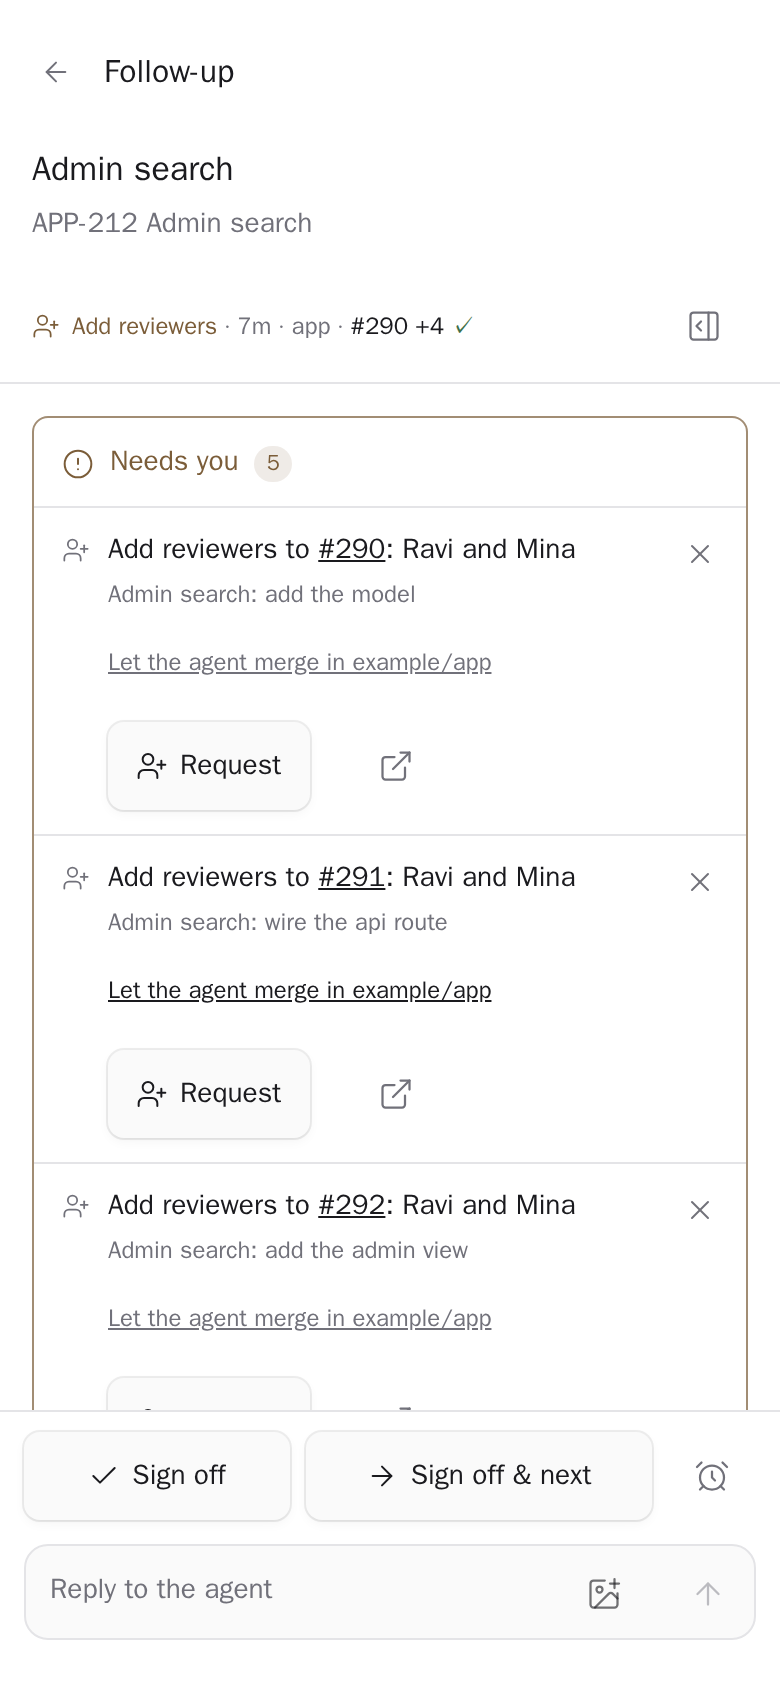 Follow-up
Admin search
APP-212 Admin search
Add reviewers · 7m · app · #290 +4 ✓
Needs you 5
Add reviewers to #290: Ravi and Mina
Admin search: add the model
Let the agent merge in example/app
Request
Add reviewers to #291: Ravi and Mina
Admin search: wire the api route
Let the agent merge in example/app
Request
Add reviewers to #292: Ravi and Mina
Admin search: add the admin view
Let the agent merge in example/app
Sign off
Sign off & next
Reply to the agent